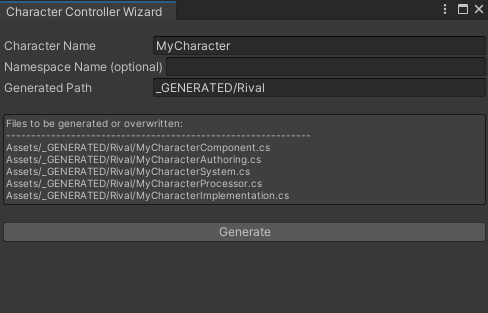 Character Controller Wizard
Character Name MyCharacter
Namespace Name (optional)
Generated Path _GENERATED/Rival
Files to be generated or overwritten:
------------------------------------------------------------
Assets/_GENERATED/Rival/MyCharacterComponent.cs
Assets/_GENERATED/Rival/MyCharacterAuthoring.cs
Assets/_GENERATED/Rival/MyCharacterSystem.cs
Assets/_GENERATED/Rival/MyCharacterProcessor.cs
Assets/_GENERATED/Rival/MyCharacterImplementation.cs
Generate